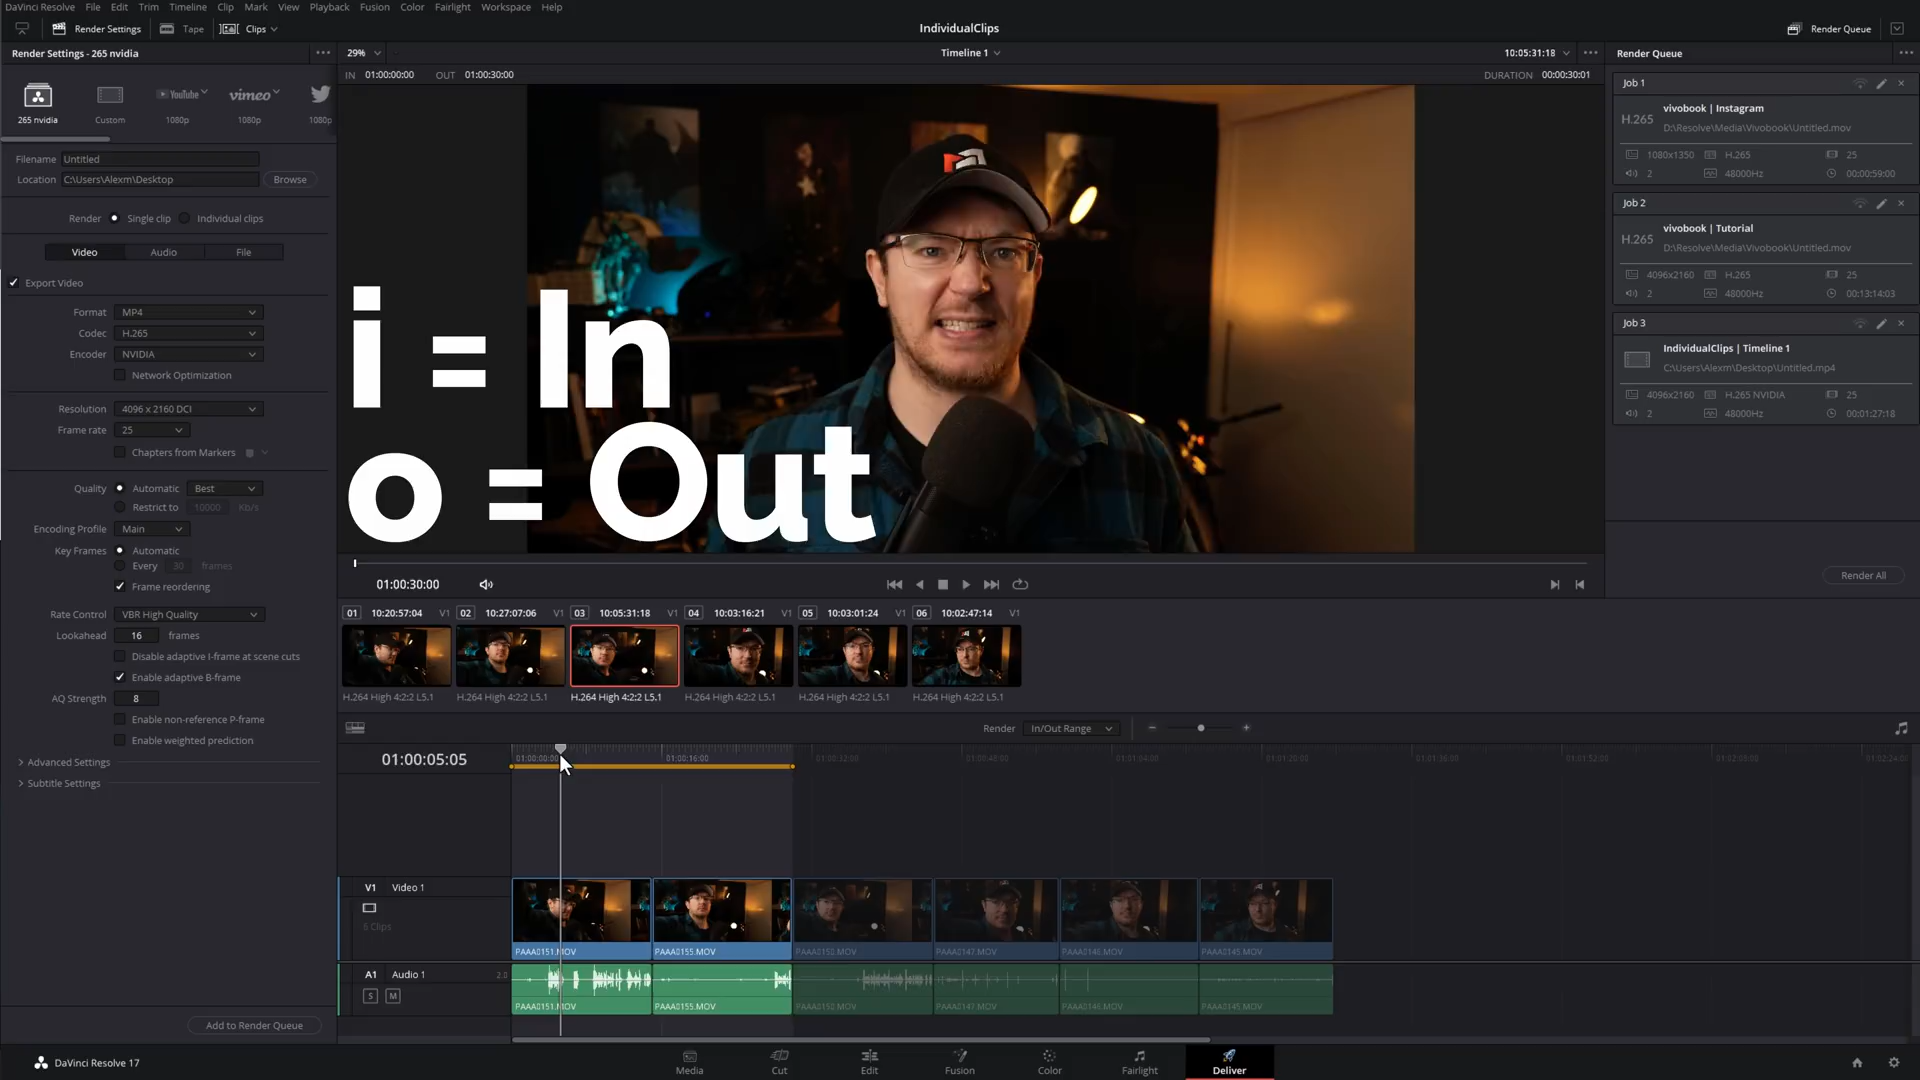 DaVinci Resolve File Edit Trim Timeline Clip Mark View Playback Fusion Color Fairlight Workspace Help
Render Settings Tape Clips IndividualClips Render Queue
Render Settings - 265 nvidia 29% Timeline 1 10:05:31:18 Render Queue
IN 01:00:00:00 OUT 01:00:30:00 DURATION 00:00:30:01
YouTube vimeo
265 nvidia Custom 1080p 1080p 1080p
Filename Untitled
Location C:\Users\Alexm\Desktop Browse
Render Single clip Individual clips
Video Audio File
Export Video
Format MP4
Codec H.265
Encoder NVIDIA
Network Optimization
Resolution 4096 x 2160 DCI
Frame rate 25
Chapters from Markers
Quality Automatic Best
Restrict to 10000 Kb/s
Encoding Profile Main
Key Frames Automatic
Every 30 frames
Frame reordering
Rate Control VBR High Quality
Lookahead 16 frames
Disable adaptive I-frame at scene cuts
Enable adaptive B-frame
AQ Strength 8
Enable non-reference P-frame
Enable weighted prediction
Advanced Settings
Subtitle Settings
Add to Render Queue
i = In
o = Out
Job 1
vivobook | Instagram
H.265
D:\Resolve\Media\Vivobook\Untitled.mov
1080x1350 H.265 25
2 48000Hz 00:00:59:00
Job 2
vivobook | Tutorial
H.265
D:\Resolve\Media\Vivobook\Untitled.mov
4096x2160 H.265 25
2 48000Hz 00:13:14:03
Job 3
IndividualClips | Timeline 1
C:\Users\Alexm\Desktop\Untitled.mp4
4096x2160 H.265 NVIDIA 25
2 48000Hz 00:01:27:18
Render All
01:00:30:00
01 10:20:57:04 V1 02 10:27:07:06 V1 03 10:05:31:18 V1 04 10:03:16:21 V1 05 10:03:01:24 V1 06 10:02:47:14 V1
H.264 High 4:2:2 L5.1 H.264 High 4:2:2 L5.1 H.264 High 4:2:2 L5.1 H.264 High 4:2:2 L5.1 H.264 High 4:2:2 L5.1 H.264 High 4:2:2 L5.1
Render In/Out Range
01:00:05:05 01:00:00:00 01:00:16:00 01:00:32:00 01:00:48:00 01:01:04:00 01:01:20:00 01:01:36:00 01:01:52:00 01:02:08:00 01:02:24:00
V1 Video 1
6 Clips
PAAA0151.MOV PAAA0155.MOV PAAA0150.MOV PAAA0147.MOV PAAA0146.MOV PAAA0145.MOV
A1 Audio 1 2.0
S M
PAAA0151.MOV PAAA0155.MOV PAAA0150.MOV PAAA0147.MOV PAAA0146.MOV PAAA0145.MOV
DaVinci Resolve 17 Media Cut Edit Fusion Color Fairlight Deliver